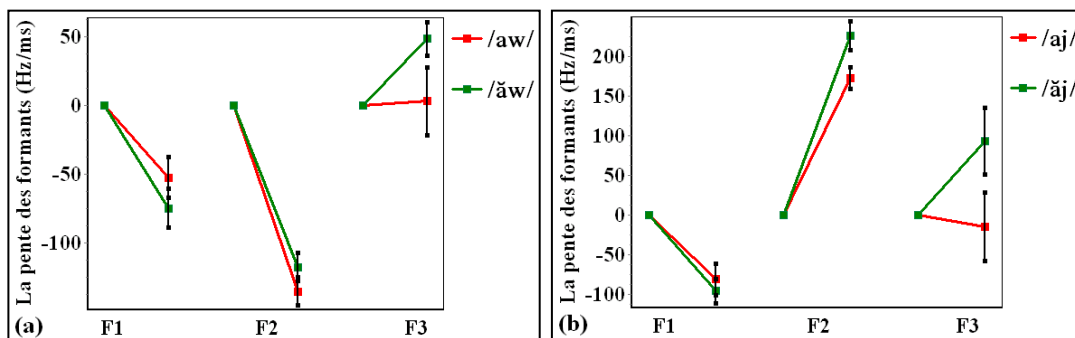 La pente des formants (Hz/ms)
50
0
-50
-100
F1 F2 F3
(a)
/aw/
/ăw/
La pente des formants (Hz/ms)
200
150
100
50
0
-50
-100
F1 F2 F3
(b)
/aj/
/ăj/